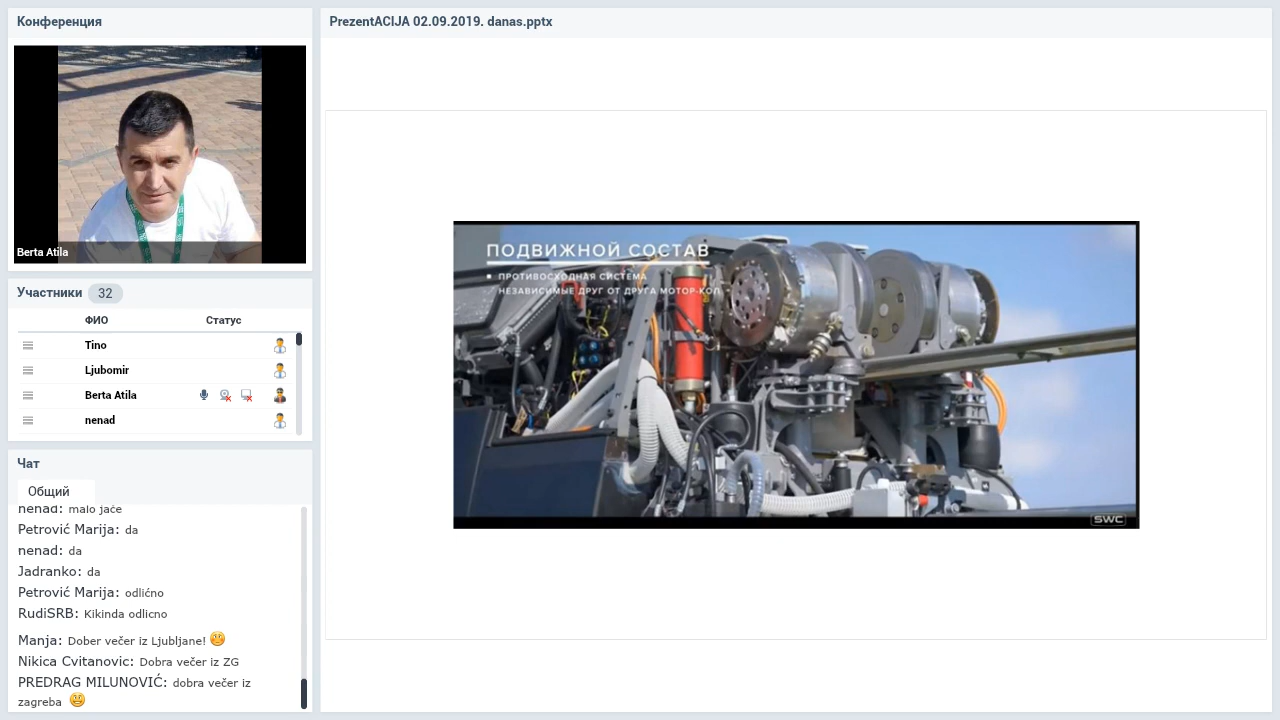 Конференция
Berta Atila
Участники 32
ФИО Статус
Tino
Ljubomir
Berta Atila
nenad
Чат
Общий
nenad: malo jače
Petrović Marija: da
nenad: da
Jadranko: da
Petrović Marija: odlićno
RudiSRB: Kikinda odlicno
Manja: Dober večer iz Ljubljane!
Nikica Cvitanovic: Dobra večer iz ZG
PREDRAG MILUNOVIĆ: dobra večer iz
zagreba
PrezentACIJA 02.09.2019. danas.pptx
ПОДВИЖНОЙ СОСТАВ
ПРОТИВОСХОДНАЯ СИСТЕМА
НЕЗАВИСИМЫЕ ДРУГ ОТ ДРУГА МОТОР-КОЛ
SWC